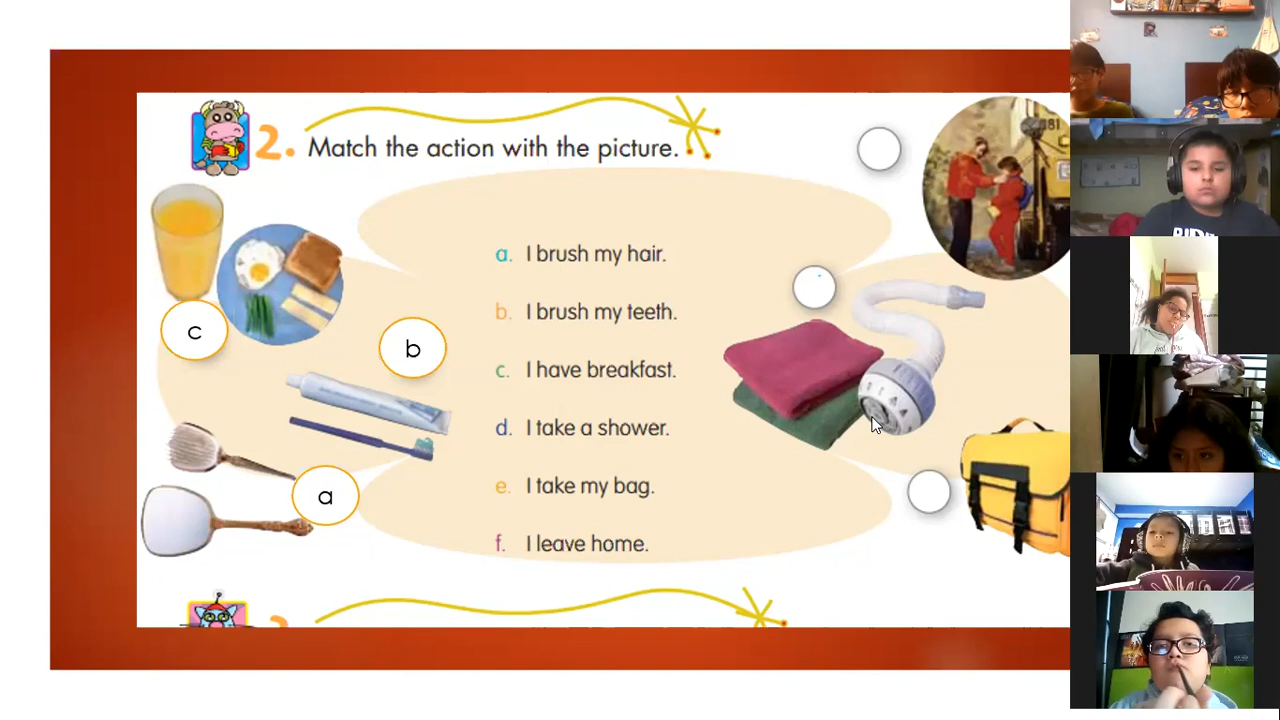 2. Match the action with the picture.
a. I brush my hair.
b. I brush my teeth.
c. I have breakfast.
d. I take a shower.
e. I take my bag.
f. I leave home.
c
b
a